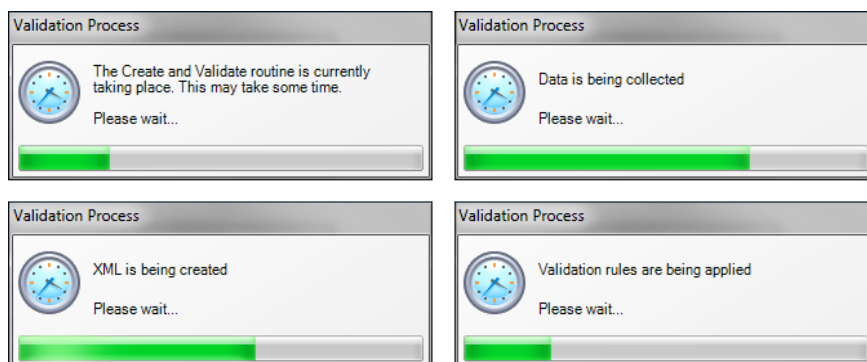 Validation Process
The Create and Validate routine is currently
taking place. This may take some time.
Please wait...
Validation Process
Data is being collected
Please wait...
Validation Process
XML is being created
Please wait...
Validation Process
Validation rules are being applied
Please wait...